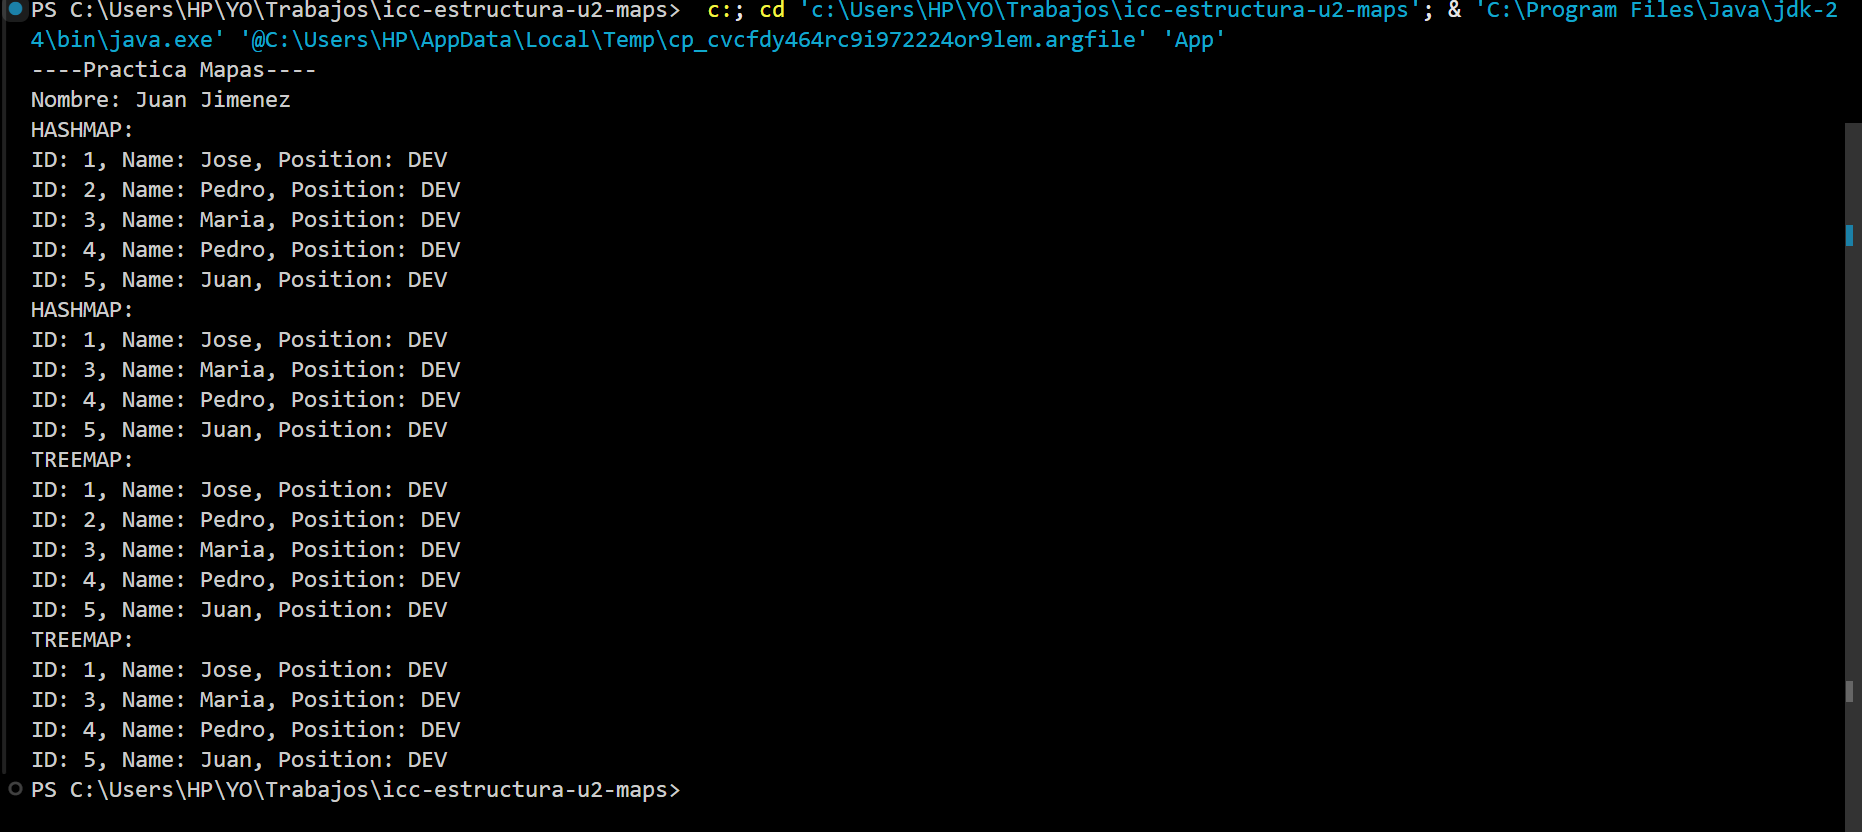 PS C:\Users\HP\YO\Trabajos\icc-estructura-u2-maps>  c:; cd 'c:\Users\HP\YO\Trabajos\icc-estructura-u2-maps'; & 'C:\Program Files\Java\jdk-2
4\bin\java.exe' '@C:\Users\HP\AppData\Local\Temp\cp_cvcfdy464rc9i972224or9lem.argfile' 'App'
----Practica Mapas----
Nombre: Juan Jimenez
HASHMAP:
ID: 1, Name: Jose, Position: DEV
ID: 2, Name: Pedro, Position: DEV
ID: 3, Name: Maria, Position: DEV
ID: 4, Name: Pedro, Position: DEV
ID: 5, Name: Juan, Position: DEV
HASHMAP:
ID: 1, Name: Jose, Position: DEV
ID: 3, Name: Maria, Position: DEV
ID: 4, Name: Pedro, Position: DEV
ID: 5, Name: Juan, Position: DEV
TREEMAP:
ID: 1, Name: Jose, Position: DEV
ID: 2, Name: Pedro, Position: DEV
ID: 3, Name: Maria, Position: DEV
ID: 4, Name: Pedro, Position: DEV
ID: 5, Name: Juan, Position: DEV
TREEMAP:
ID: 1, Name: Jose, Position: DEV
ID: 3, Name: Maria, Position: DEV
ID: 4, Name: Pedro, Position: DEV
ID: 5, Name: Juan, Position: DEV
PS C:\Users\HP\YO\Trabajos\icc-estructura-u2-maps>